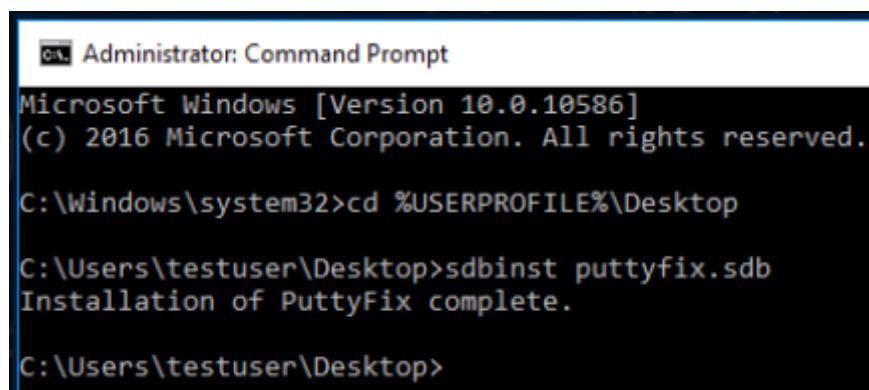 Administrator: Command Prompt
Microsoft Windows [Version 10.0.10586]
(c) 2016 Microsoft Corporation. All rights reserved.
C:\Windows\system32>cd %USERPROFILE%\Desktop
C:\Users\testuser\Desktop>sdbinst puttyfix.sdb
Installation of PuttyFix complete.
C:\Users\testuser\Desktop>